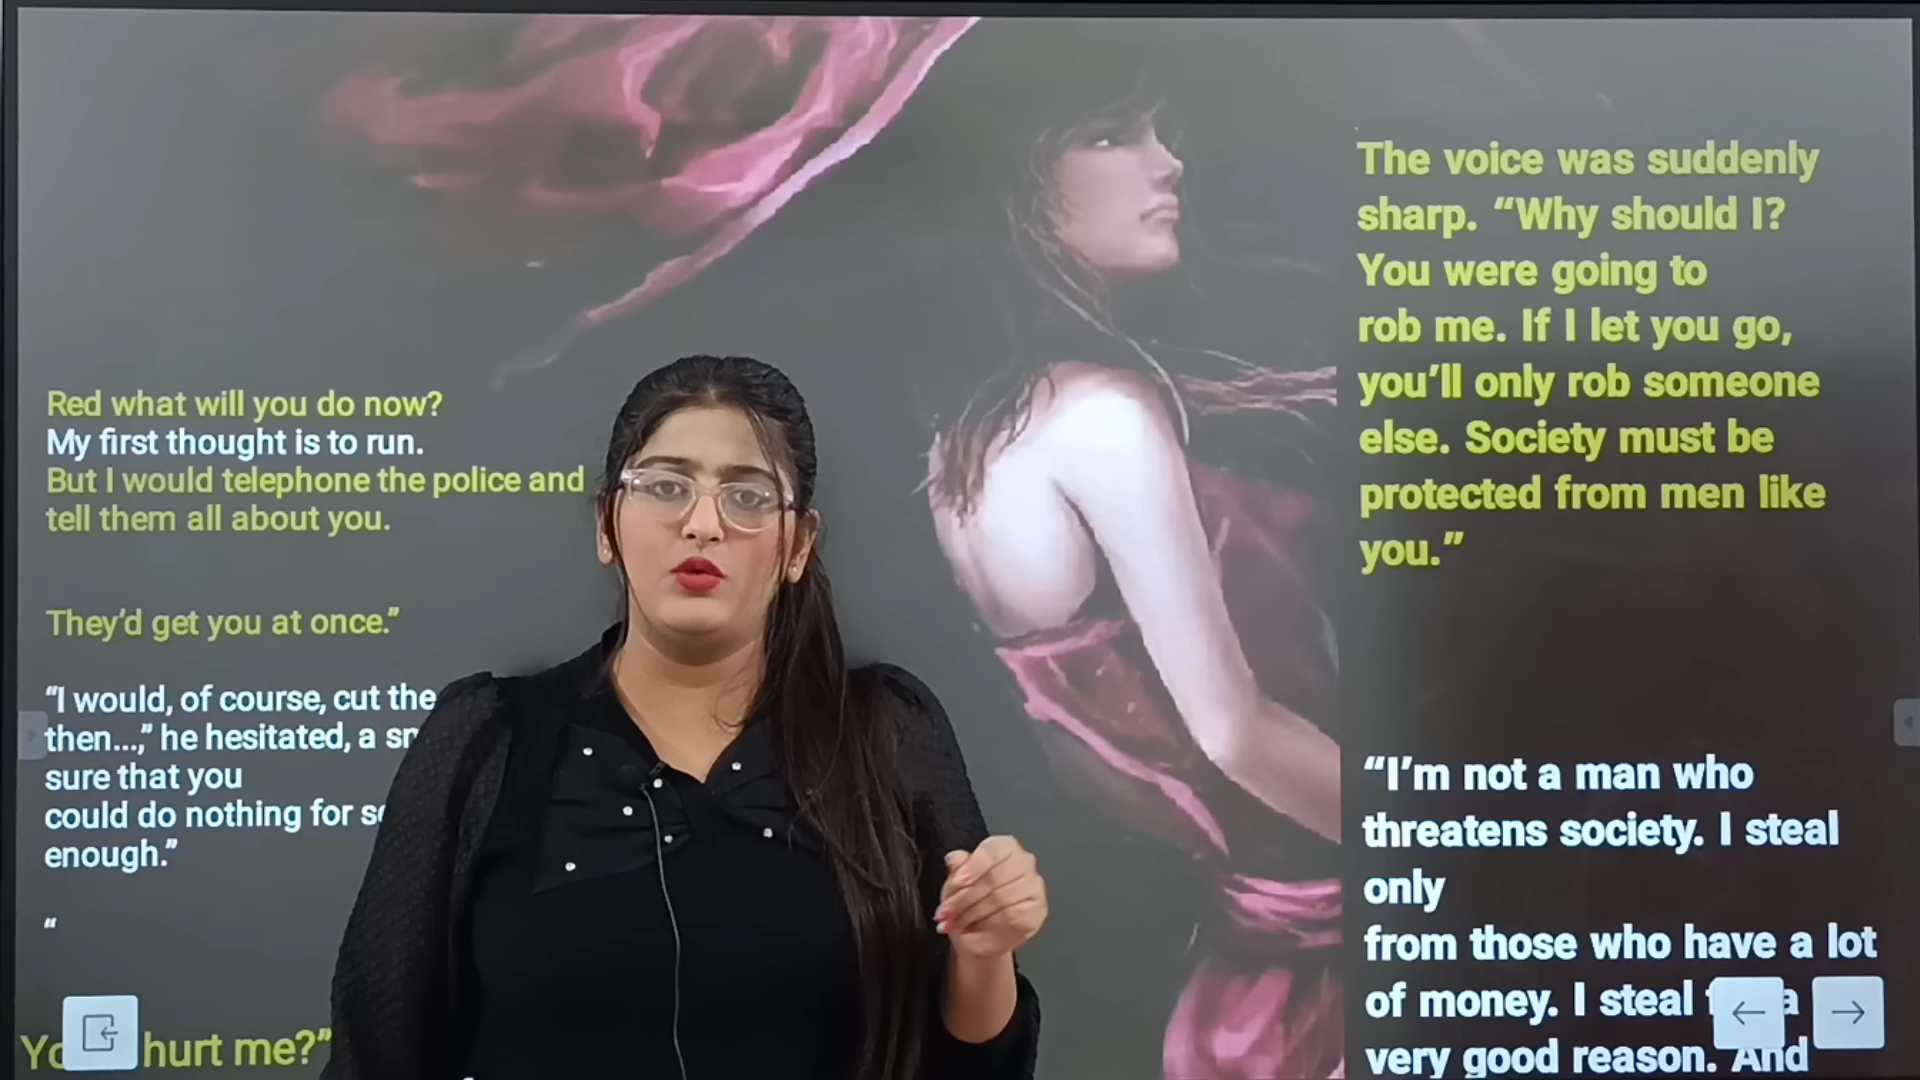 Red what will you do now?
My first thought is to run.
But I would telephone the police and
tell them all about you.
They’d get you at once.”
“I would, of course, cut the
then...,” he hesitated, a
sure that you
could do nothing for
enough.”
“
hurt me?”
The voice was suddenly
sharp. “Why should I?
You were going to
rob me. If I let you go,
you’ll only rob someone
else. Society must be
protected from men like
you.”
“I’m not a man who
threatens society. I steal
only
from those who have a lot
of money. I steal a
very good reason. And